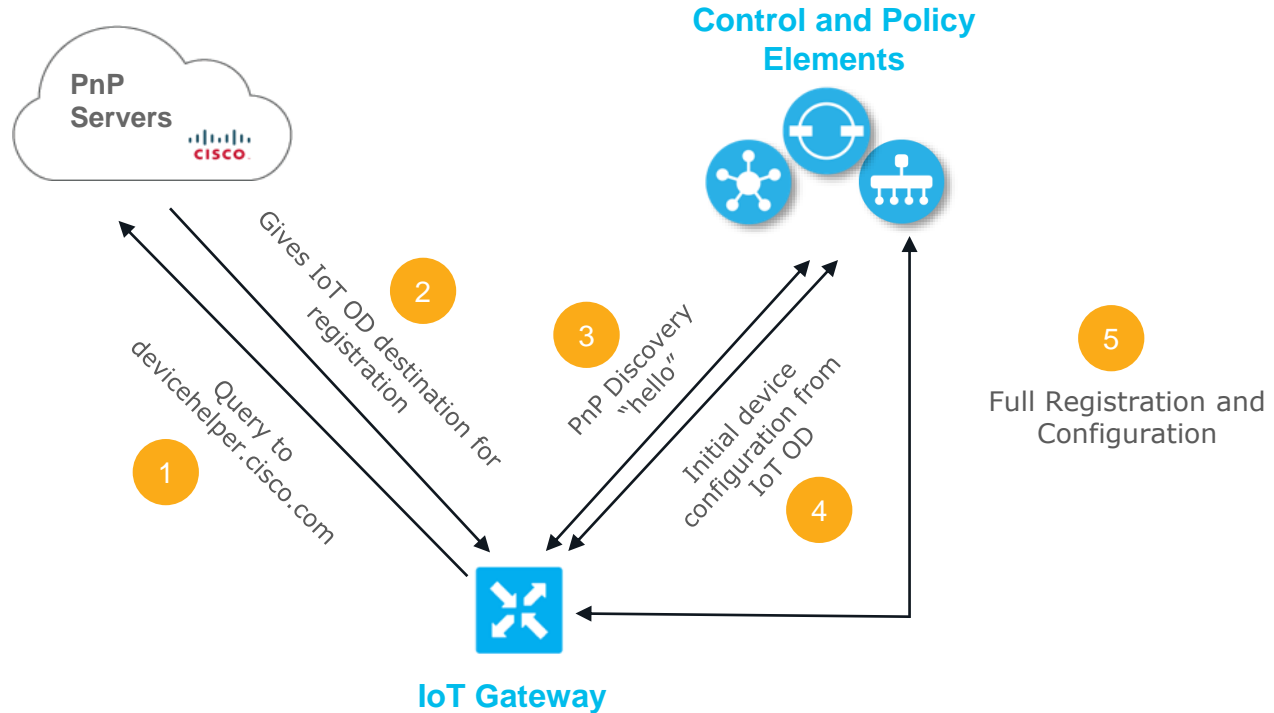 Control and Policy
Elements
PnP
Servers
CISCO
Gives IoT OD destination for
registration
2
Query to
devicehelper.cisco.com
1
3
PnP Discovery
“hello”
Initial device
configuration from
IoT OD
4
5
Full Registration and
Configuration
IoT Gateway